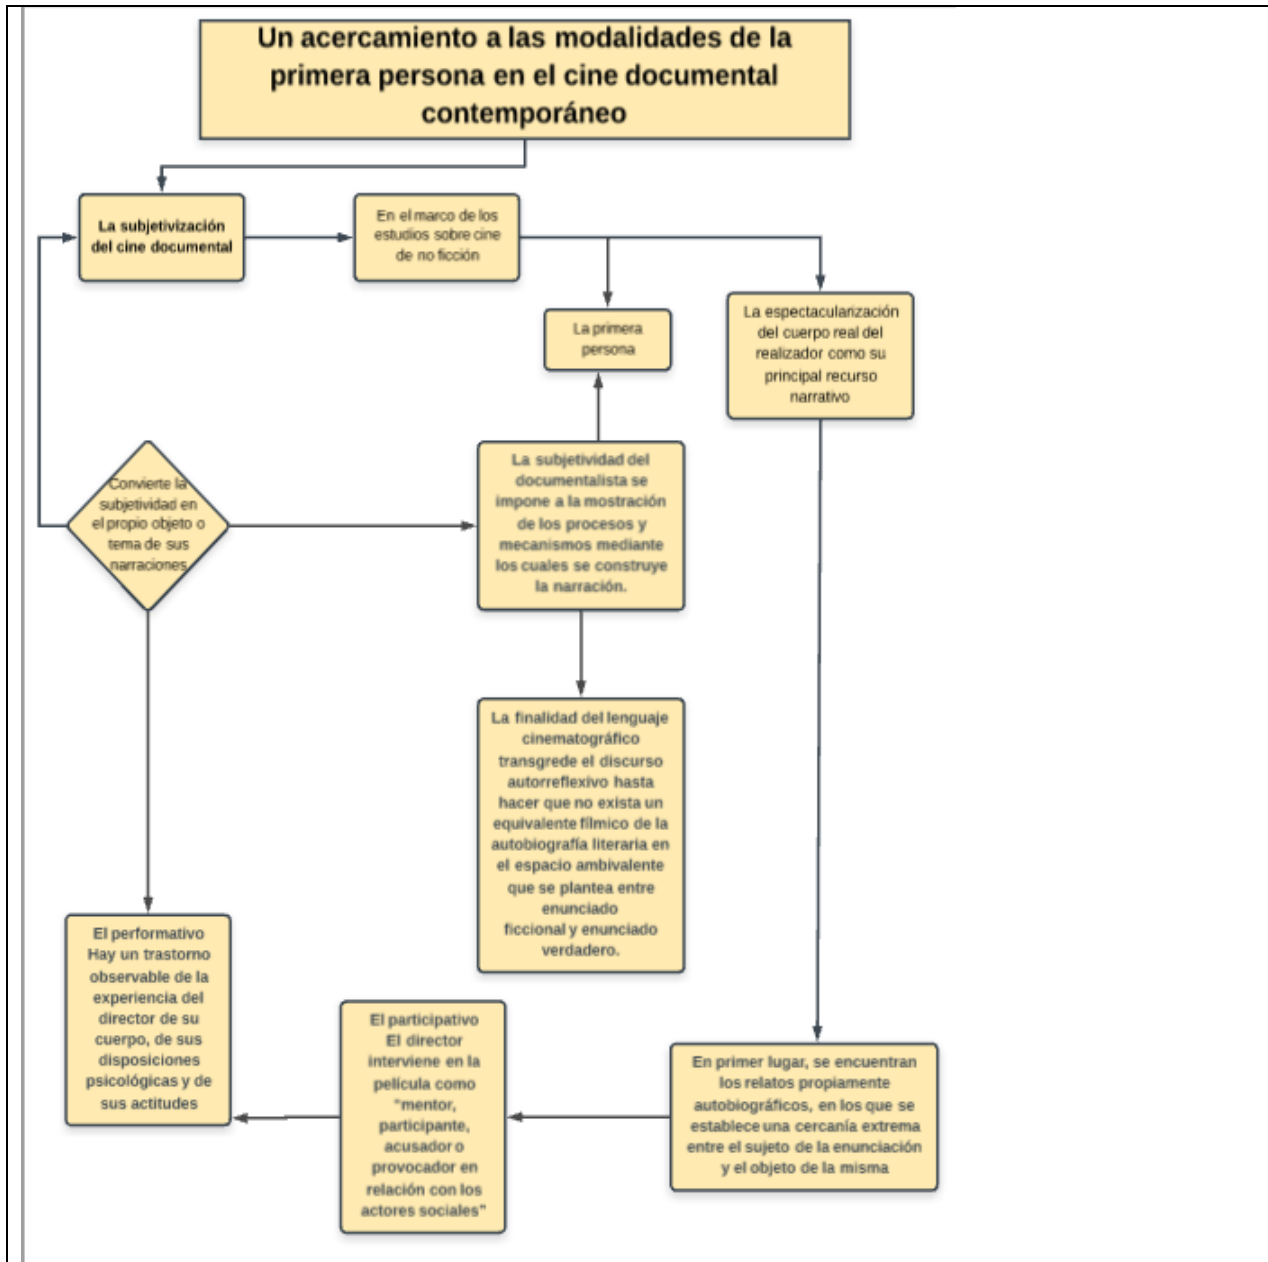 Un acercamiento a las modalidades de la
primera persona en el cine documental
contemporáneo
La subjetivización
del cine documental
En el marco de los
estudios sobre cine
de no ficción
La primera
persona
La espectacularización
del cuerpo real del
realizador como su
principal recurso
narrativo
Convierte la
subjetividad en
el propio objeto o
tema de sus
narraciones
La subjetividad del
documentalista se
impone a la mostración
de los procesos y
mecanismos mediante
los cuales se construye
la narración.
La finalidad del lenguaje
cinematográfico
transgrede el discurso
autorreflexivo hasta
hacer que no exista un
equivalente fílmico de la
autobiografía literaria en
el espacio ambivalente
que se plantea entre
enunciado
ficcional y enunciado
verdadero.
El performativo
Hay un trastorno
observable de la
experiencia del
director de su
cuerpo, de sus
disposiciones
psicológicas y de
sus actitudes
El participativo
El director
interviene en la
película como
“mentor,
participante,
acusador o
provocador en
relación con los
actores sociales”
En primer lugar, se encuentran
los relatos propiamente
autobiográficos, en los que se
establece una cercanía extrema
entre el sujeto de la enunciación
y el objeto de la misma